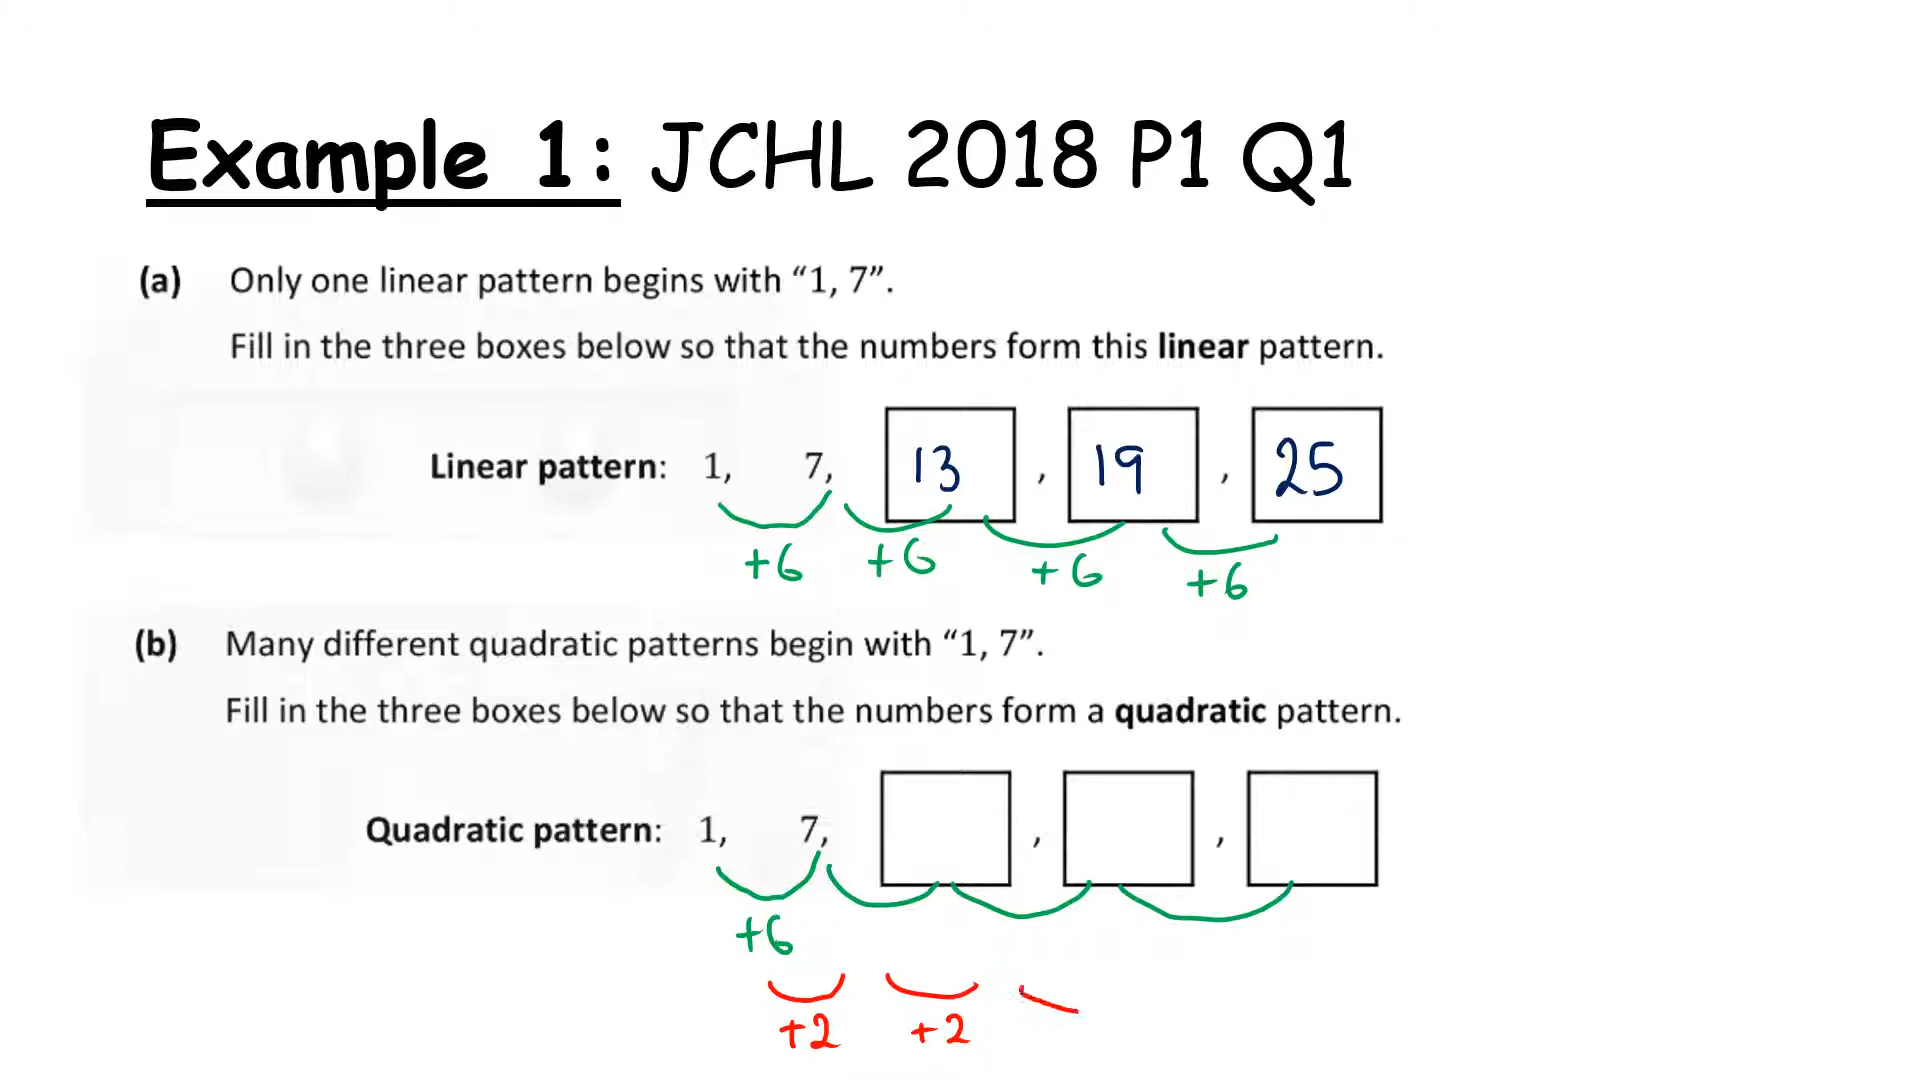 Example 1: JCHL 2018 P1 Q1
(a) Only one linear pattern begins with “1, 7”.
Fill in the three boxes below so that the numbers form this linear pattern.
Linear pattern: 1, 7, 13 , 19 , 25
+6 +6 +6 +6
(b) Many different quadratic patterns begin with “1, 7”.
Fill in the three boxes below so that the numbers form a quadratic pattern.
Quadratic pattern: 1, 7, , ,
+6
+2 +2